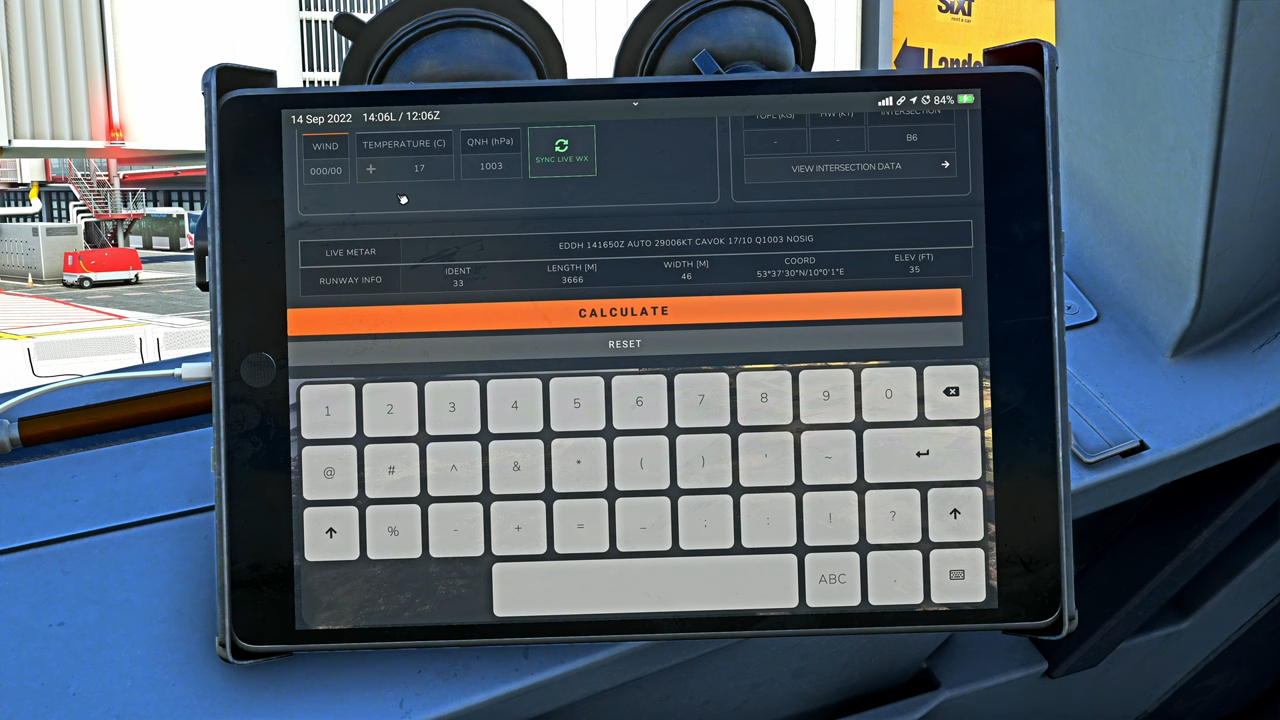 SIXT
rent a car
14 Sep 2022 14:06L / 12:06Z
84%
WIND
TEMPERATURE (C)
QNH (hPa)
SYNC LIVE WX
000/00
+ 17
1003
INTERSECTION
- - B6
VIEW INTERSECTION DATA →
LIVE METAR
EDDH 141650Z AUTO 29006KT CAVOK 17/10 Q1003 NOSIG
RUNWAY INFO
IDENT
LENGTH [M]
WIDTH [M]
COORD
ELEV (FT)
33
3666
46
53°37'30"N/10°0'1"E
35
CALCULATE
RESET
1 2 3 4 5 6 7 8 9 0
@ # ^ & * ( ) ' ~
% - + = _ ; : ! ?
ABC .